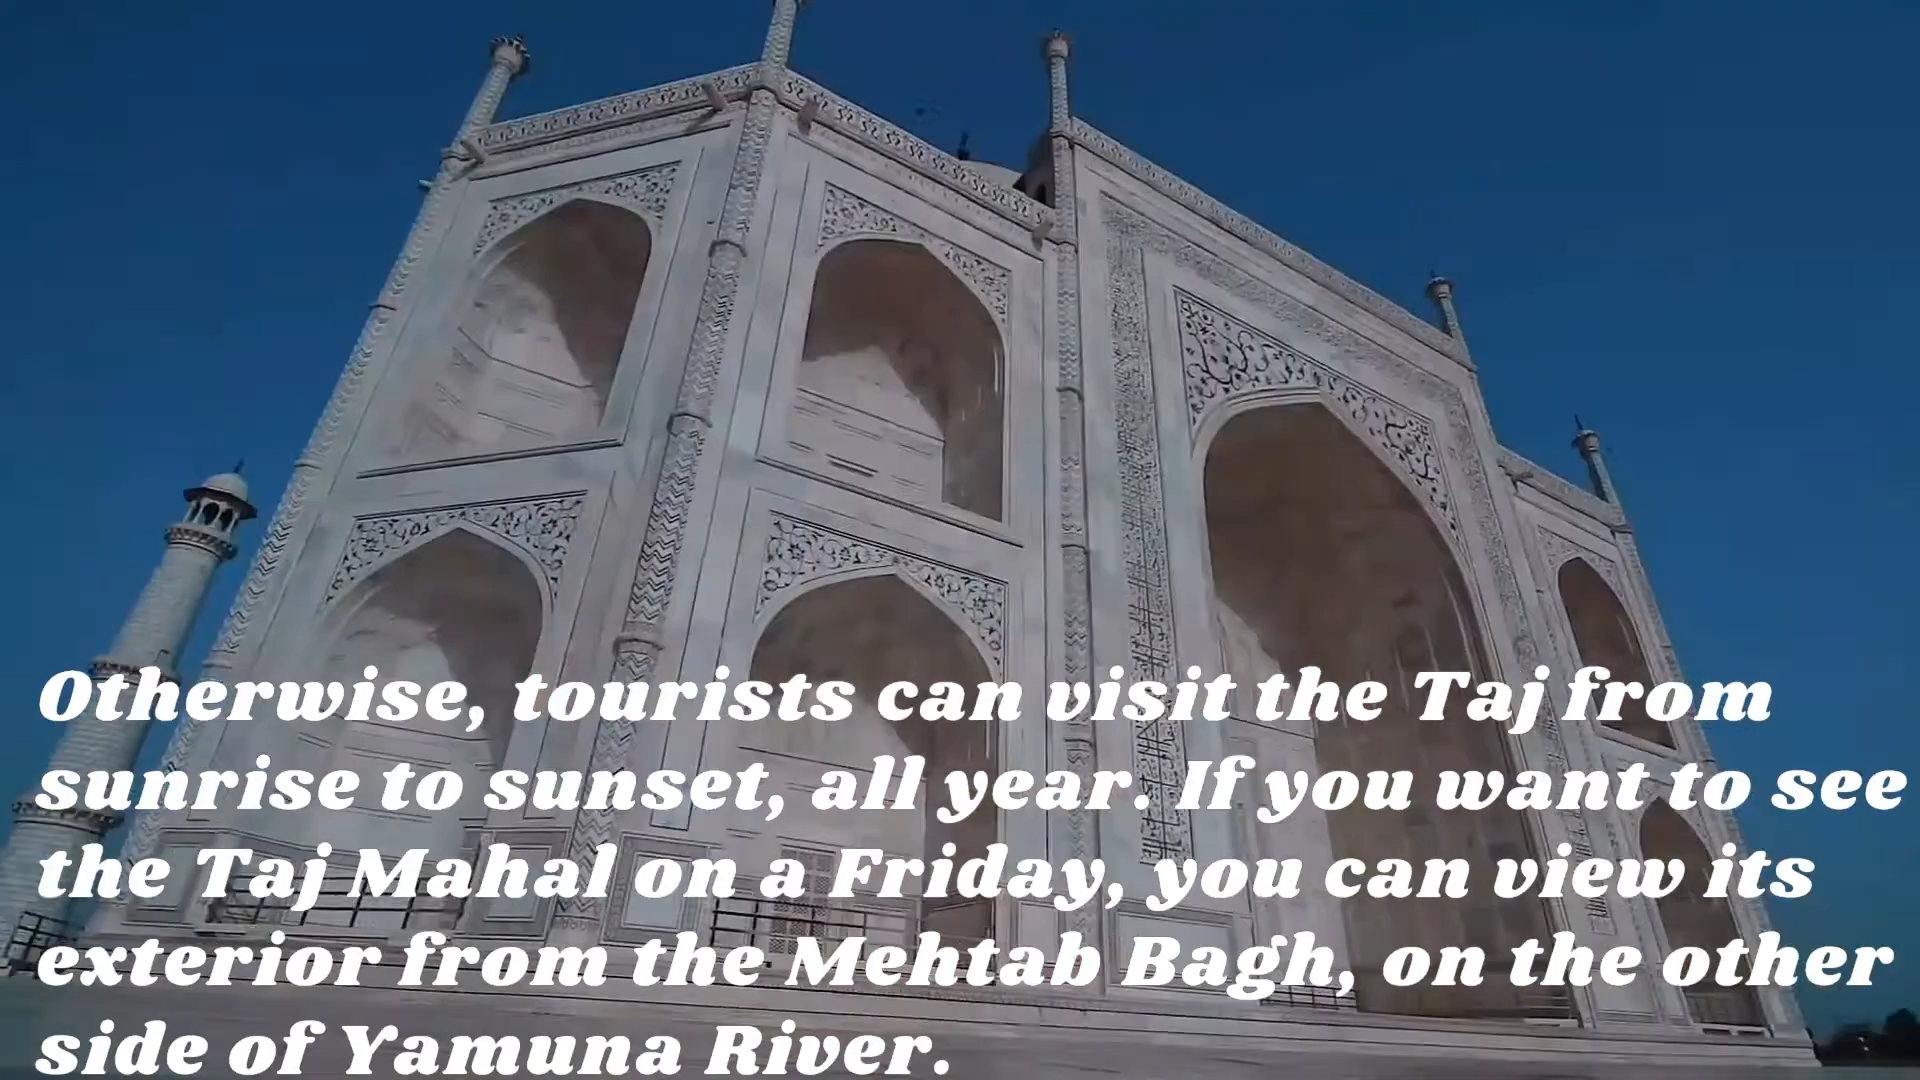 Otherwise, tourists can visit the Taj from
sunrise to sunset, all year. If you want to see
the Taj Mahal on a Friday, you can view its
exterior from the Mehtab Bagh, on the other
side of Yamuna River.